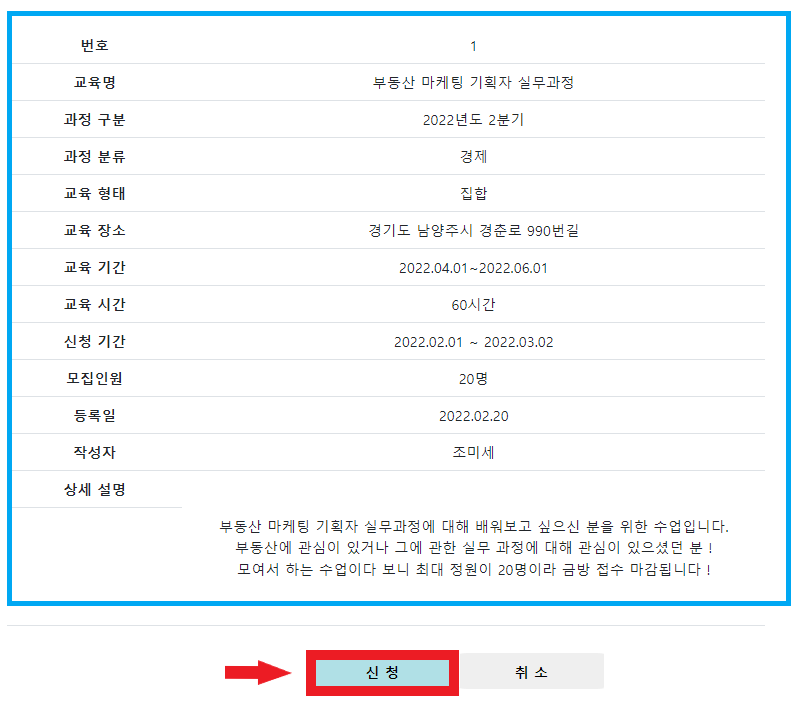 번호 1
교육명 부동산 마케팅 기획자 실무과정
과정 구분 2022년도 2분기
과정 분류 경제
교육 형태 집합
교육 장소 경기도 남양주시 경춘로 990번길
교육 기간 2022.04.01~2022.06.01
교육 시간 60시간
신청 기간 2022.02.01 ~ 2022.03.02
모집인원 20명
등록일 2022.02.20
작성자 조미세
상세 설명
부동산 마케팅 기획자 실무과정에 대해 배워보고 싶으신 분을 위한 수업입니다.
부동산에 관심이 있거나 그에 관한 실무 과정에 대해 관심이 있으셨던 분 !
모여서 하는 수업이다 보니 최대 정원이 20명이라 금방 접수 마감됩니다 !
신 청 취 소